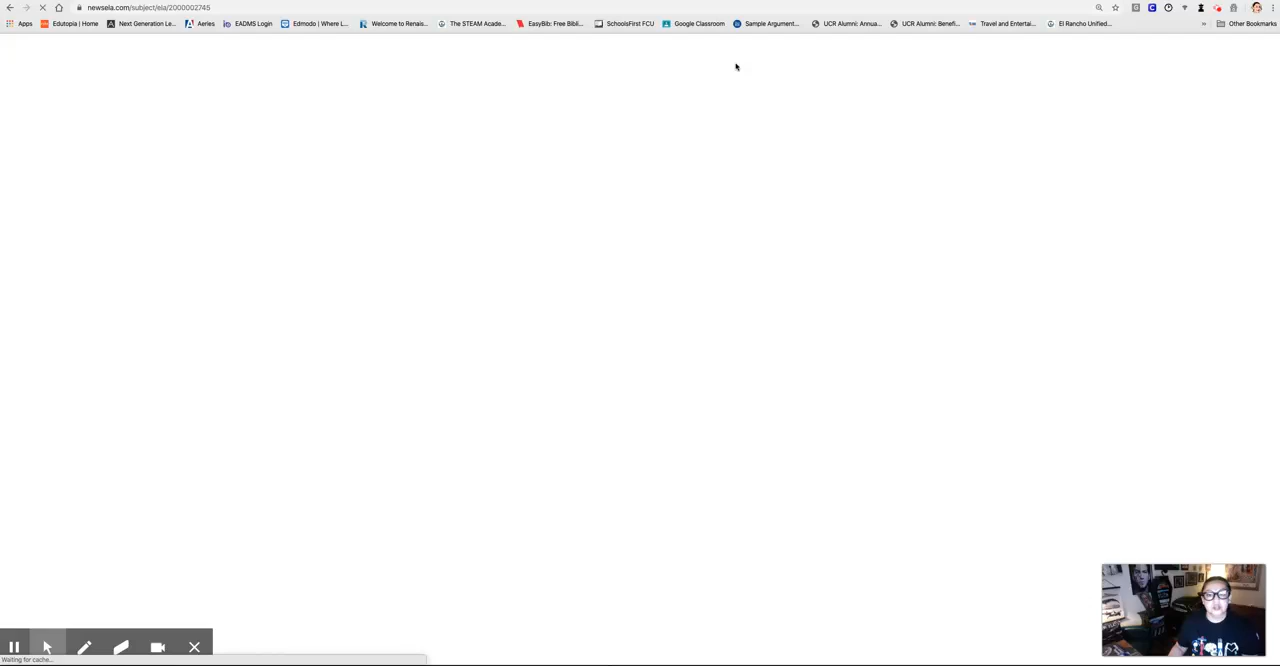 newsela.com/subject/ela/2000002745
Apps Edutopia | Home Next Generation Le... Aeries EADMS Login Edmodo | Where L... Welcome to Renais... The STEAM Acade... EasyBib: Free Bibli... SchoolsFirst FCU Google Classroom Sample Argument... UCR Alumni: Annua... UCR Alumni: Benefi... Travel and Entertai... El Rancho Unified... » Other Bookmarks
Waiting for cache...